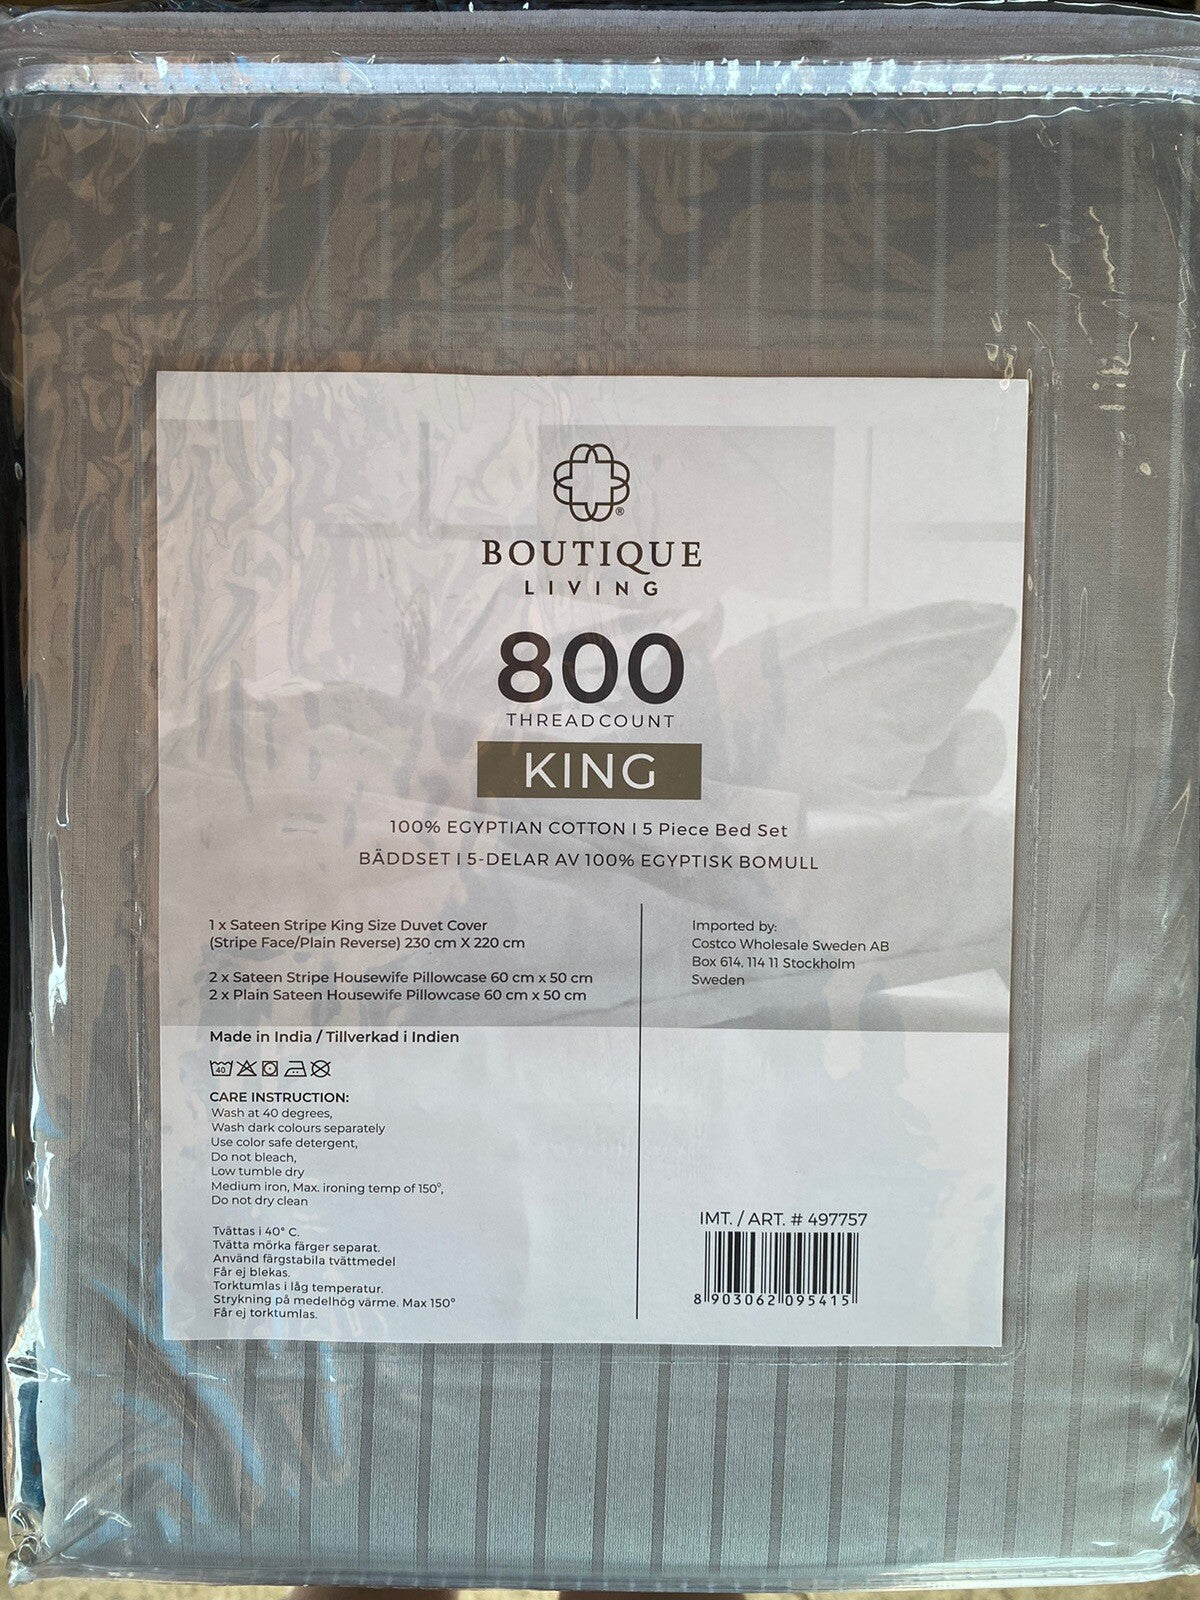 ®
BOUTIQUE
LIVING
800
THREADCOUNT
KING
100% EGYPTIAN COTTON I 5 Piece Bed Set
BÄDDSET I 5-DELAR AV 100% EGYPTISK BOMULL
1 x Sateen Stripe King Size Duvet Cover
(Stripe Face/Plain Reverse) 230 cm X 220 cm
2 x Sateen Stripe Housewife Pillowcase 60 cm x 50 cm
2 x Plain Sateen Housewife Pillowcase 60 cm x 50 cm
Made in India / Tillverkad i Indien
40
CARE INSTRUCTION:
Wash at 40 degrees,
Wash dark colours separately
Use color safe detergent,
Do not bleach,
Low tumble dry
Medium iron, Max. ironing temp of 150°,
Do not dry clean
Tvättas i 40° C.
Tvätta mörka färger separat.
Använd färgstabila tvättmedel
Får ej blekas.
Torktumlas i låg temperatur.
Strykning på medelhög värme. Max 150°
Får ej torktumlas.
Imported by:
Costco Wholesale Sweden AB
Box 614, 114 11 Stockholm
Sweden
IMT. / ART. # 497757
8 903062 095415